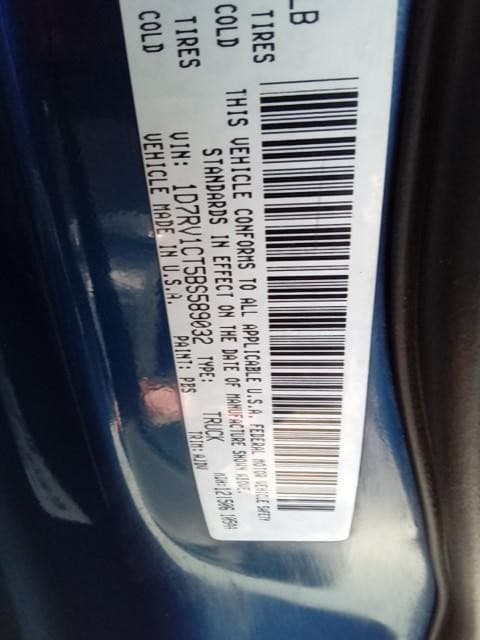 LB
TIRES
COLD
TIRES
COLD
THIS VEHICLE CONFORMS TO ALL APPLICABLE U.S.A. FEDERAL MOTOR VEHICLE SAFETY
STANDARDS IN EFFECT ON THE DATE OF MANUFACTURE SHOWN ABOVE.
VIN: 1D7RV1CT5BS589032 TYPE: TRUCK
VEHICLE MADE IN U.S.A. PAINT: PBS TRIM: